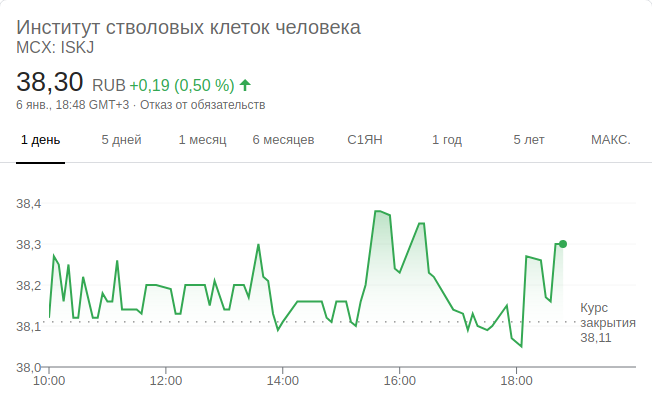 Институт стволовых клеток человека
MCX: ISKJ
38,30 RUB +0,19 (0,50 %)
6 янв., 18:48 GMT+3 · Отказ от обязательств
1 день 5 дней 1 месяц 6 месяцев С1ЯН 1 год 5 лет МАКС.
38,4
38,3
38,2
38,1
38,0
Курс
закрытия
38,11
10:00 12:00 14:00 16:00 18:00